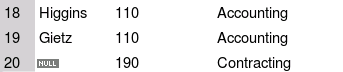 18 Higgins 110 Accounting
19 Gietz 110 Accounting
20 NULL 190 Contracting